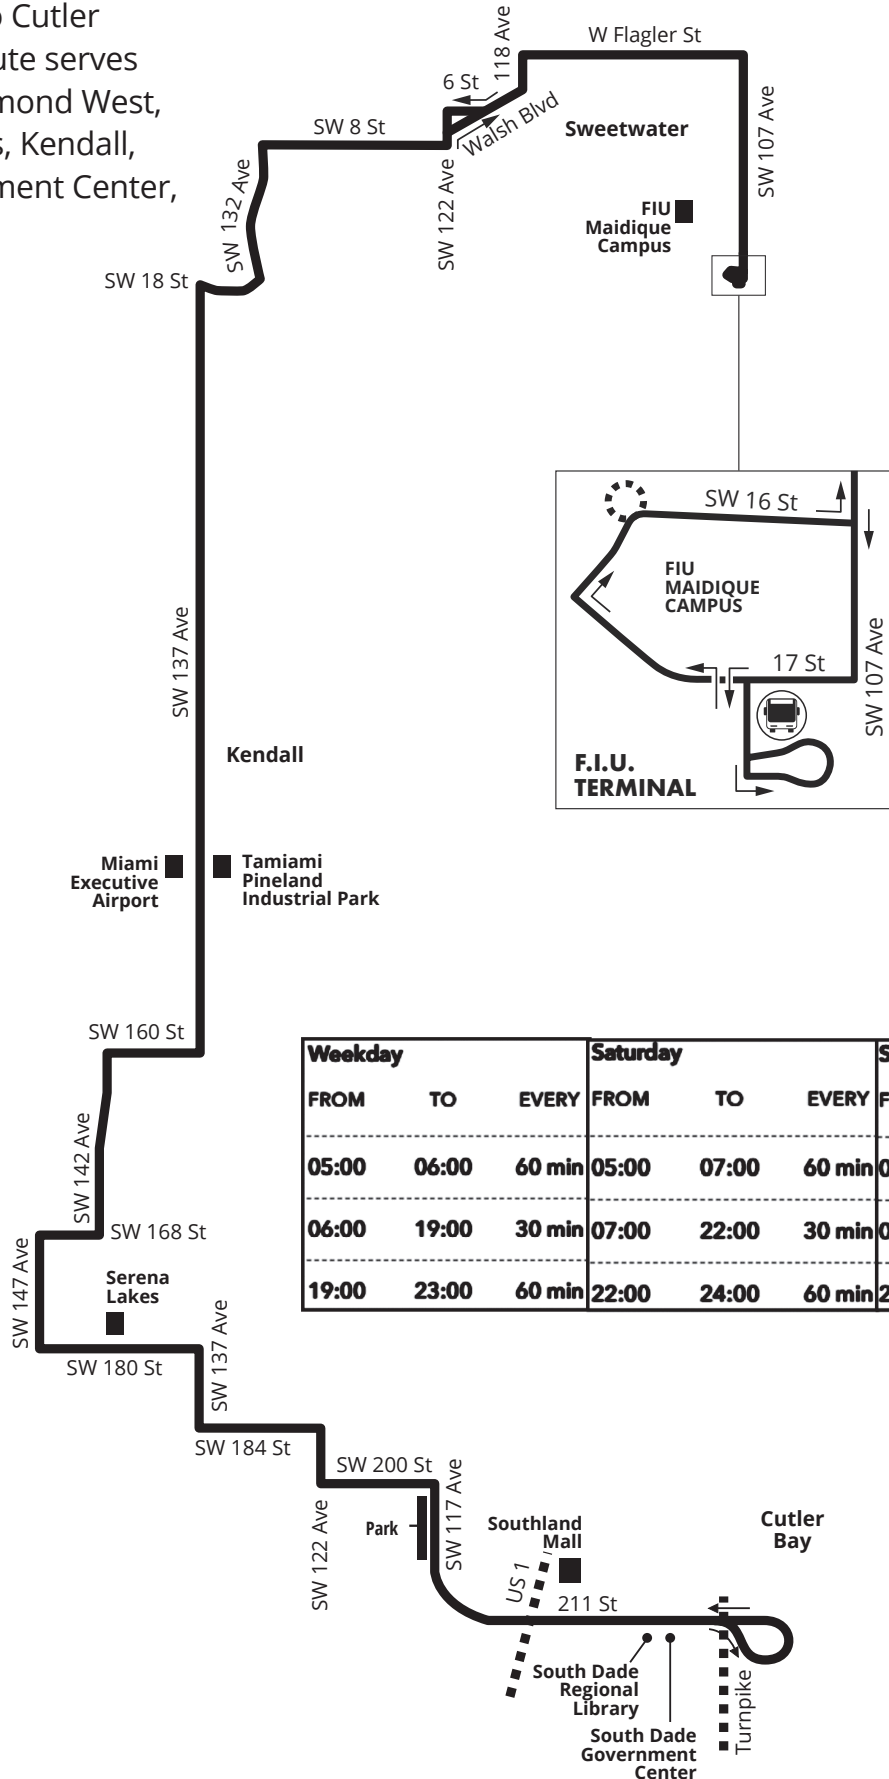 Cutler
ute serves
mond West,
s, Kendall,
ment Center,
118 Ave
W Flagler St
6 St
Walsh Blvd
SW 8 St
Sweetwater
SW 107 Ave
SW 132 Ave
SW 122 Ave
FIU
Maidique
Campus
SW 18 St
SW 16 St
FIU
MAIDIQUE
CAMPUS
SW 107 Ave
17 St
F.I.U.
TERMINAL
SW 137 Ave
Kendall
Miami
Executive
Airport
Tamiami
Pineland
Industrial Park
SW 160 St
Weekday Saturday S
FROM TO EVERY FROM TO EVERY F
05:00 06:00 60 min 05:00 07:00 60 min 0
06:00 19:00 30 min 07:00 22:00 30 min 0
19:00 23:00 60 min 22:00 24:00 60 min 2
SW 142 Ave
SW 168 St
SW 147 Ave
Serena
Lakes
SW 180 St
SW 137 Ave
SW 184 St
SW 200 St
SW 122 Ave
Park
SW 117 Ave
Southland
Mall
Cutler
Bay
US 1
211 St
South Dade
Regional
Library
South Dade
Government
Center
Turnpike